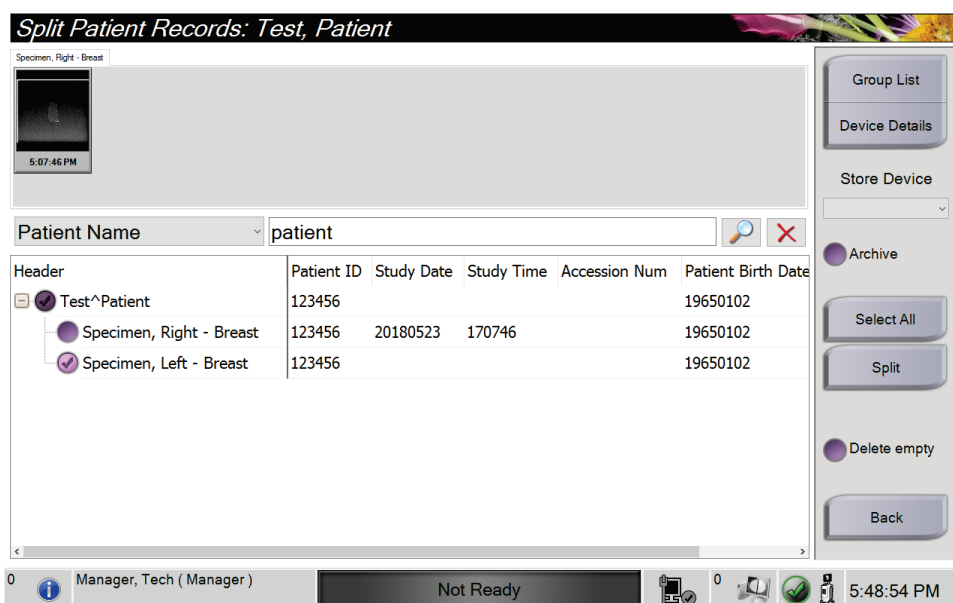 Split Patient Records: Test, Patient
Specimen, Right - Breast
5:07:46 PM
Group List
Device Details
Store Device
Patient Name patient
Archive
Header Patient ID Study Date Study Time Accession Num Patient Birth Date
Test^Patient 123456 19650102
Specimen, Right - Breast 123456 20180523 170746 19650102
Specimen, Left - Breast 123456 19650102
Select All
Split
Delete empty
Back
0 Manager, Tech ( Manager ) Not Ready 0 5:48:54 PM